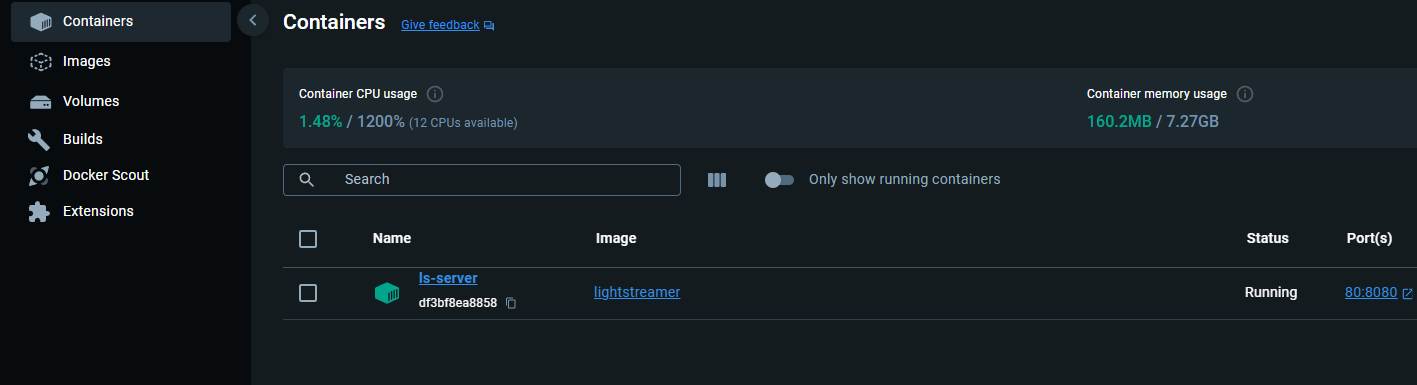 Containers
Images
Volumes
Builds
Docker Scout
Extensions
Containers Give feedback
Container CPU usage
1.48% / 1200% (12 CPUs available)
Container memory usage
160.2MB / 7.27GB
Search
Only show running containers
Name Image Status Port(s)
ls-server
df3bf8ea8858
lightstreamer
Running
80:8080